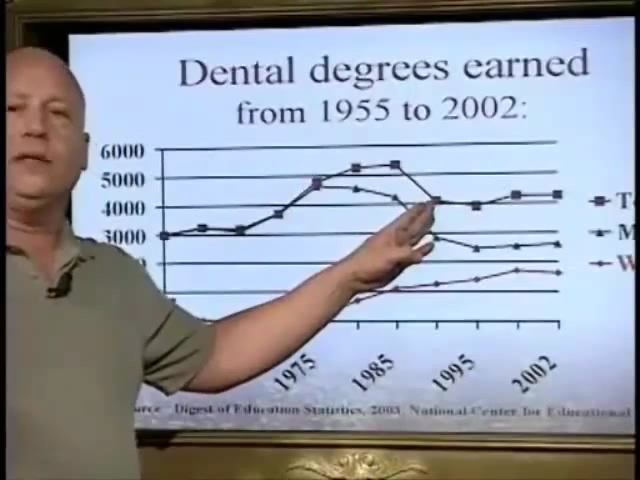 Dental degrees earned
from 1955 to 2002:
6000
5000
4000
3000
T
M
W
1975
1985
1995
2002
Digest of Education Statistics, 2003, National Center for Educational